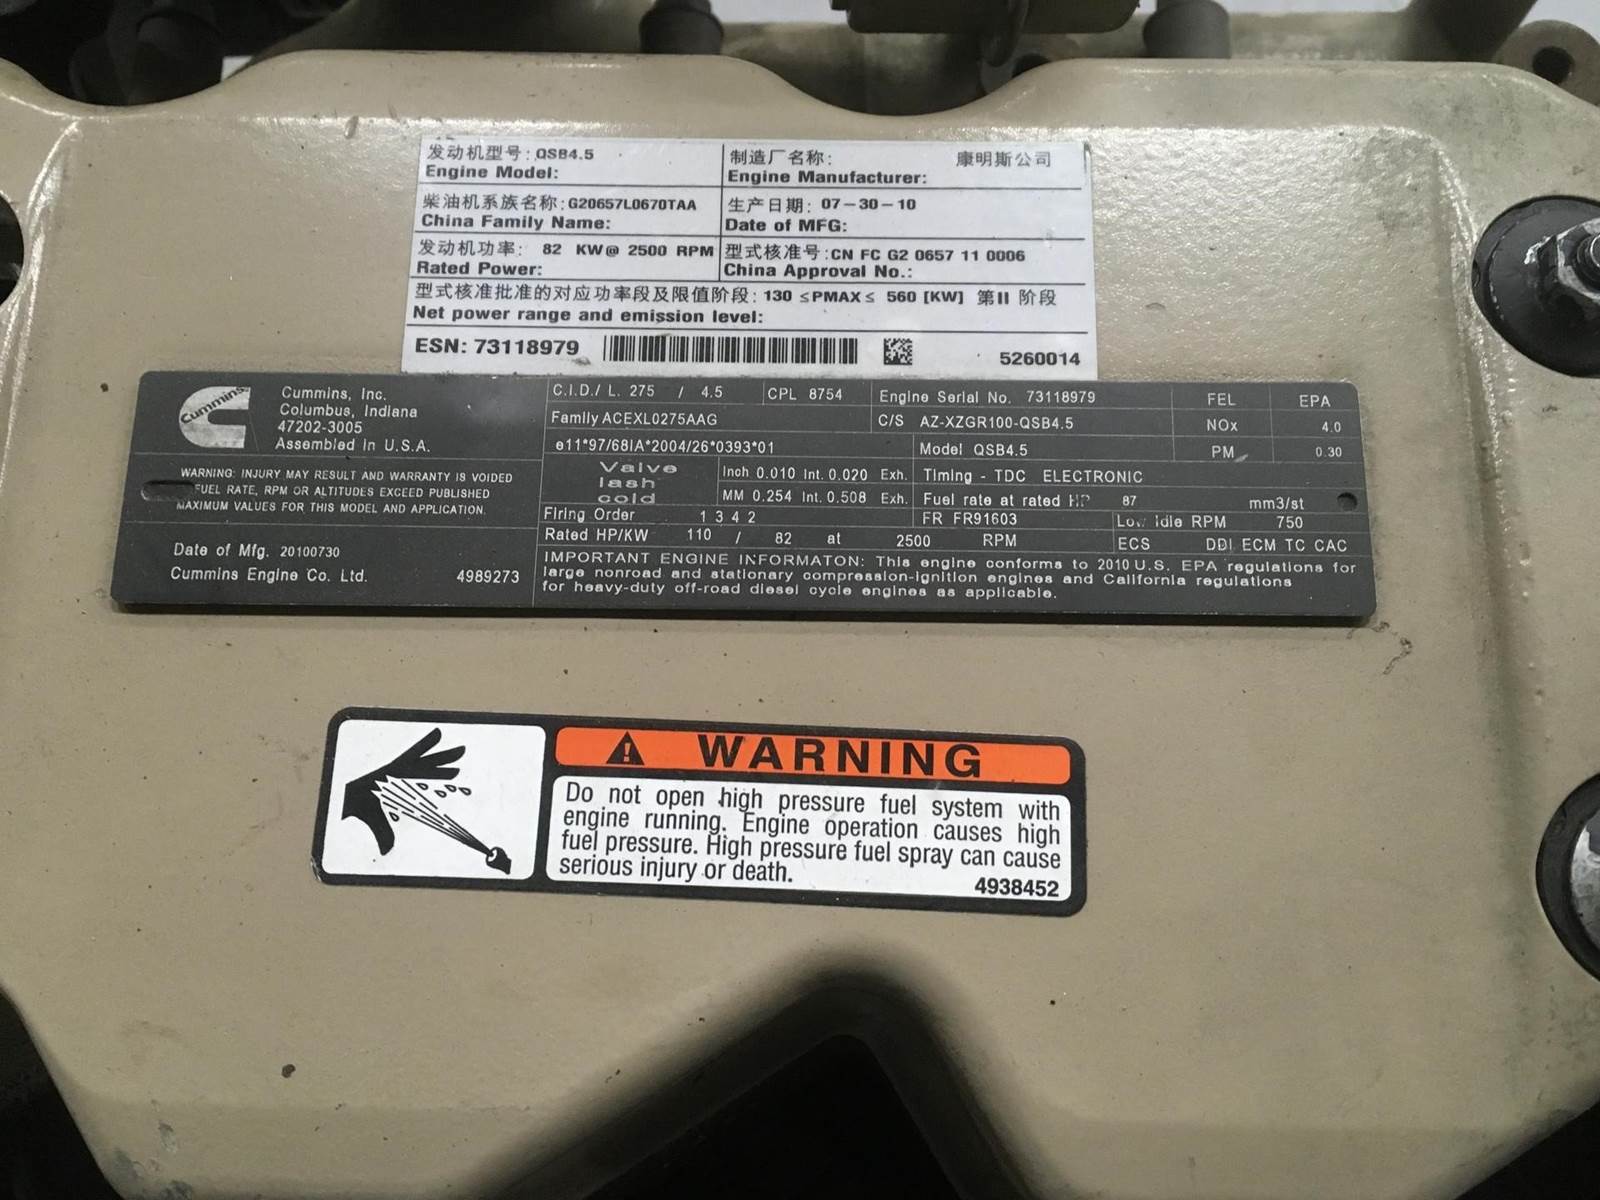 发动机型号: QSB4.5
Engine Model:
制造厂名称: 康明斯公司
Engine Manufacturer:
柴油机系族名称: G20657L0670TAA
China Family Name:
生产日期: 07-30-10
Date of MFG:
发动机功率: 82 KW@ 2500 RPM
Rated Power:
型式核准号: CN FC G2 0657 11 0006
China Approval No.:
型式核准批准的对应功率段及限值阶段: 130 ≤PMAX≤ 560 [KW] 第II 阶段
Net power range and emission level:
ESN: 73118979
5260014
Cummins
Cummins, Inc.
Columbus, Indiana
47202-3005
Assembled In U.S.A.
WARNING: INJURY MAY RESULT AND WARRANTY IS VOIDED
FUEL RATE, RPM OR ALTITUDES EXCEED PUBLISHED
MAXIMUM VALUES FOR THIS MODEL AND APPLICATION.
Date of Mfg. 20100730
Cummins Engine Co. Ltd. 4989273
C.I.D./ L. 275 / 4.5 CPL 8754 Engine Serial No. 73118979 FEL EPA
Family ACEXL0275AAG C/S AZ-XZGR100-QSB4.5 NOx 4.0
e11*97/68IA*2004/26*0393*01 Model QSB4.5 PM 0.30
Valve
lash
cold
Inch 0.010 Int. 0.020 Exh. Timing - TDC ELECTRONIC
MM 0.254 Int. 0.508 Exh. Fuel rate at rated HP 87 mm3/st
Firing Order 1 3 4 2 FR FR91603 Low Idle RPM 750
Rated HP/KW 110 / 82 at 2500 RPM ECS DDI ECM TC CAC
IMPORTANT ENGINE INFORMATON: This engine conforms to 2010 U.S. EPA regulations for
large nonroad and stationary compression-ignition engines and California regulations
for heavy-duty off-road diesel cycle engines as applicable.
WARNING
Do not open high pressure fuel system with
engine running. Engine operation causes high
fuel pressure. High pressure fuel spray can cause
serious injury or death.
4938452